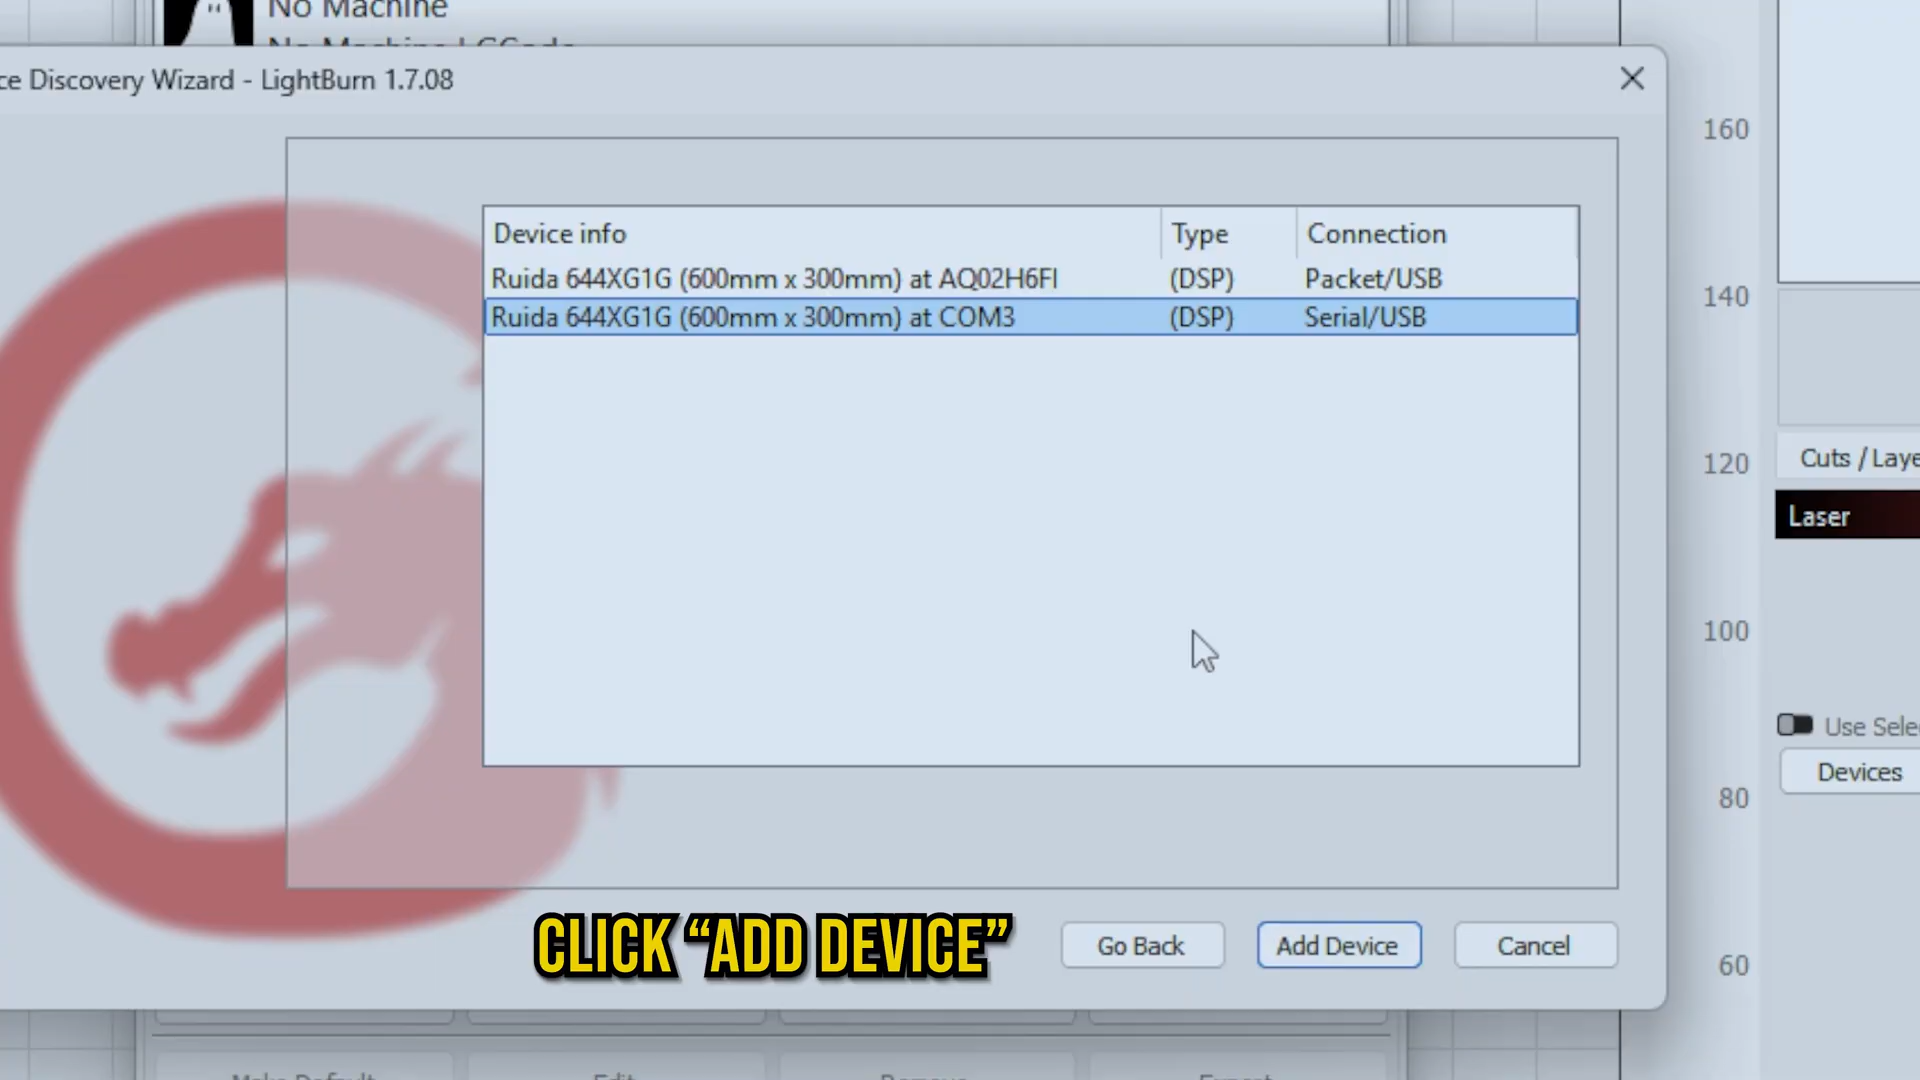 No Machine
ce Discovery Wizard - LightBurn 1.7.08
160
Device info Type Connection
Ruida 644XG1G (600mm x 300mm) at AQ02H6FI (DSP) Packet/USB
140
Ruida 644XG1G (600mm x 300mm) at COM3 (DSP) Serial/USB
120
Cuts / Laye
Laser
100
Use Selec
Devices
80
CLICK “ADD DEVICE”
Go Back Add Device Cancel
60